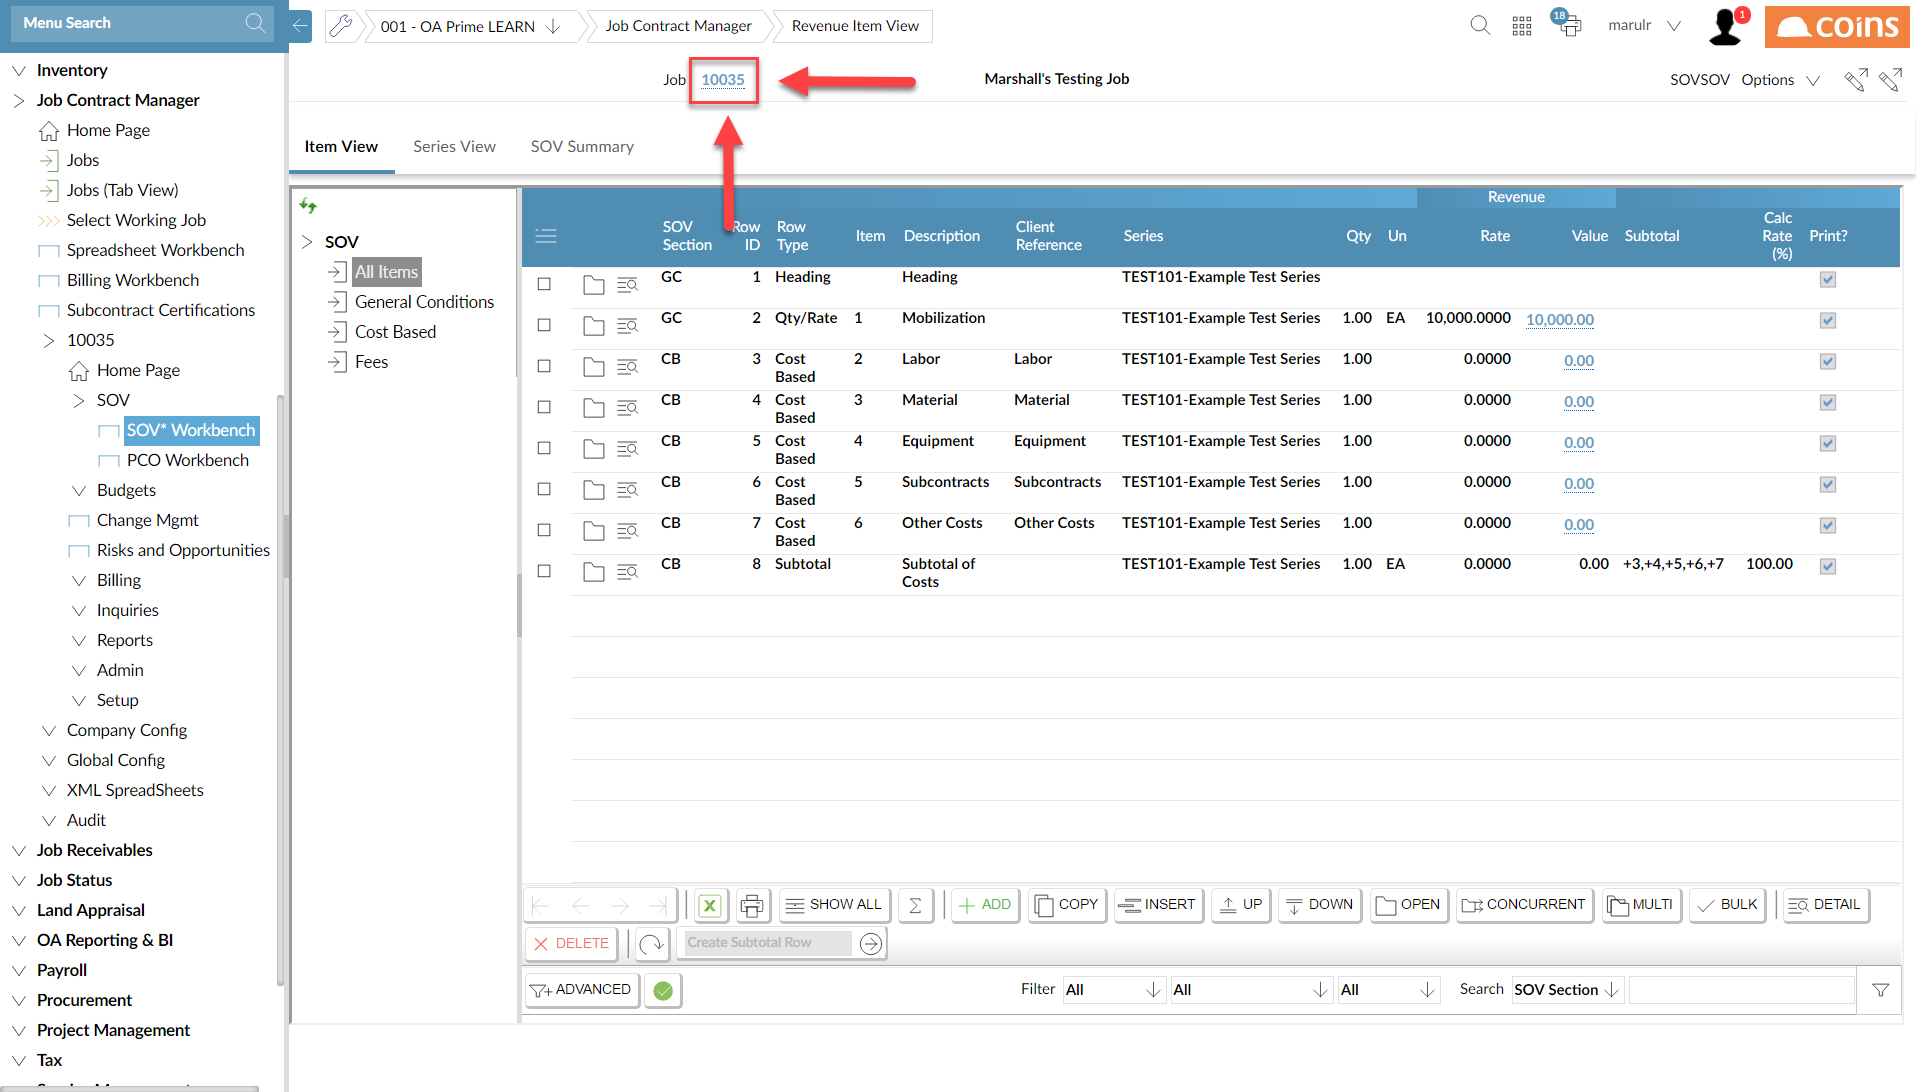 Menu Search
001 - OA Prime LEARN
Job Contract Manager
Revenue Item View
18
marulr
1
coins
Job 10035
Marshall's Testing Job
SOVSOV Options
Inventory
Job Contract Manager
Home Page
Jobs
Jobs (Tab View)
Select Working Job
Spreadsheet Workbench
Billing Workbench
Subcontract Certifications
10035
Home Page
SOV
SOV* Workbench
PCO Workbench
Budgets
Change Mgmt
Risks and Opportunities
Billing
Inquiries
Reports
Admin
Setup
Company Config
Global Config
XML SpreadSheets
Audit
Job Receivables
Job Status
Land Appraisal
OA Reporting & BI
Payroll
Procurement
Project Management
Tax
Item View Series View SOV Summary
SOV
All Items
General Conditions
Cost Based
Fees
Revenue
SOV Section Row ID Row Type Item Description Client Reference Series Qty Un Rate Value Subtotal Calc Rate (%) Print?
GC 1 Heading Heading TEST101-Example Test Series
GC 2 Qty/Rate 1 Mobilization TEST101-Example Test Series 1.00 EA 10,000.0000 10,000.00
CB 3 Cost Based 2 Labor Labor TEST101-Example Test Series 1.00 0.0000 0.00
CB 4 Cost Based 3 Material Material TEST101-Example Test Series 1.00 0.0000 0.00
CB 5 Cost Based 4 Equipment Equipment TEST101-Example Test Series 1.00 0.0000 0.00
CB 6 Cost Based 5 Subcontracts Subcontracts TEST101-Example Test Series 1.00 0.0000 0.00
CB 7 Cost Based 6 Other Costs Other Costs TEST101-Example Test Series 1.00 0.0000 0.00
CB 8 Subtotal Subtotal of Costs TEST101-Example Test Series 1.00 EA 0.0000 0.00 +3,+4,+5,+6,+7 100.00
SHOW ALL Σ ADD COPY INSERT UP DOWN OPEN CONCURRENT MULTI BULK DETAIL
DELETE Create Subtotal Row
ADVANCED Filter All All All Search SOV Section